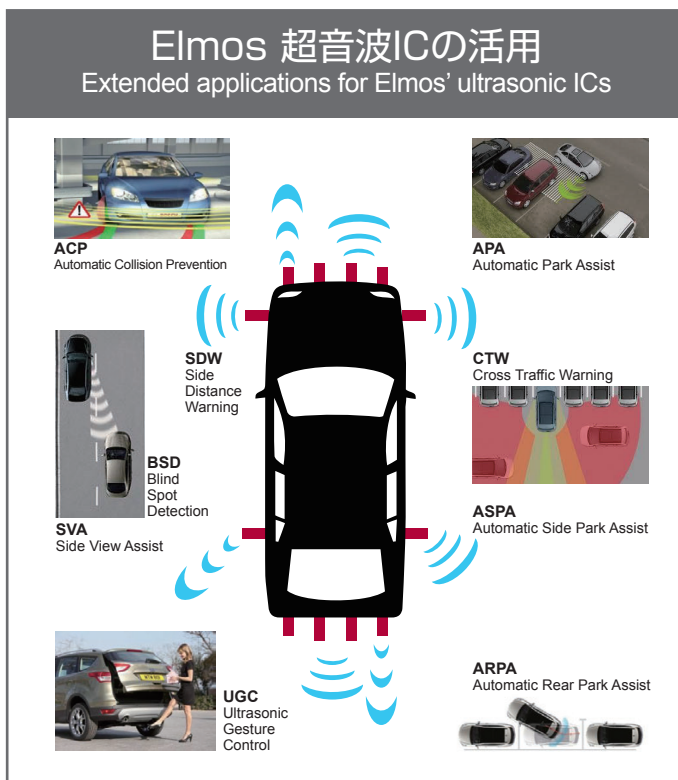 Elmos 超音波ICの活用
Extended applications for Elmos’ ultrasonic ICs
ACP
Automatic Collision Prevention
APA
Automatic Park Assist
SDW
Side
Distance
Warning
CTW
Cross Traffic Warning
BSD
Blind
Spot
Detection
SVA
Side View Assist
ASPA
Automatic Side Park Assist
UGC
Ultrasonic
Gesture
Control
ARPA
Automatic Rear Park Assist